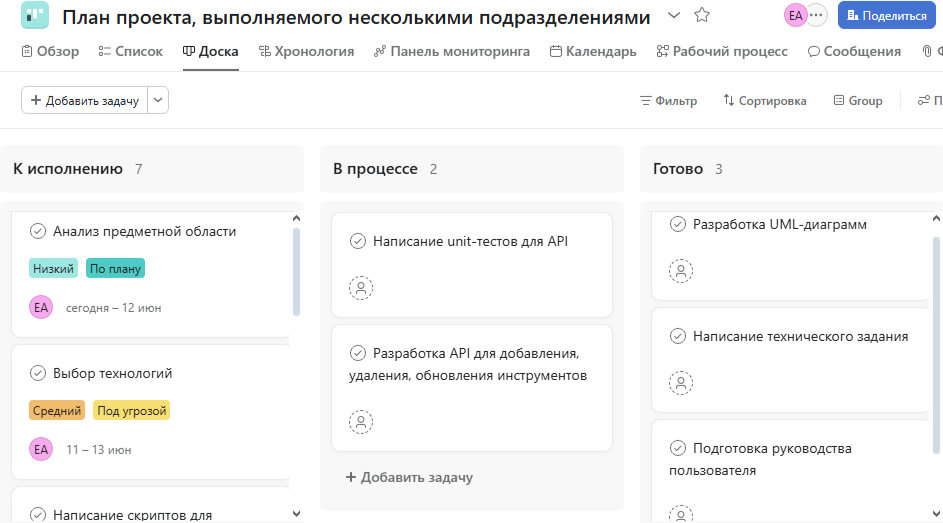 План проекта, выполняемого несколькими подразделениями
EA
Поделиться
Обзор
Список
Доска
Хронология
Панель мониторинга
Календарь
Рабочий процесс
Сообщения
+ Добавить задачу
Фильтр
Сортировка
Group
К исполнению 7
Анализ предметной области
Низкий
По плану
EA
сегодня – 12 июн
Выбор технологий
Средний
Под угрозой
EA
11 – 13 июн
Написание скриптов для
В процессе 2
Написание unit-тестов для API
Разработка API для добавления,
удаления, обновления инструментов
+ Добавить задачу
Готово 3
Разработка UML-диаграмм
Написание технического задания
Подготовка руководства
пользователя